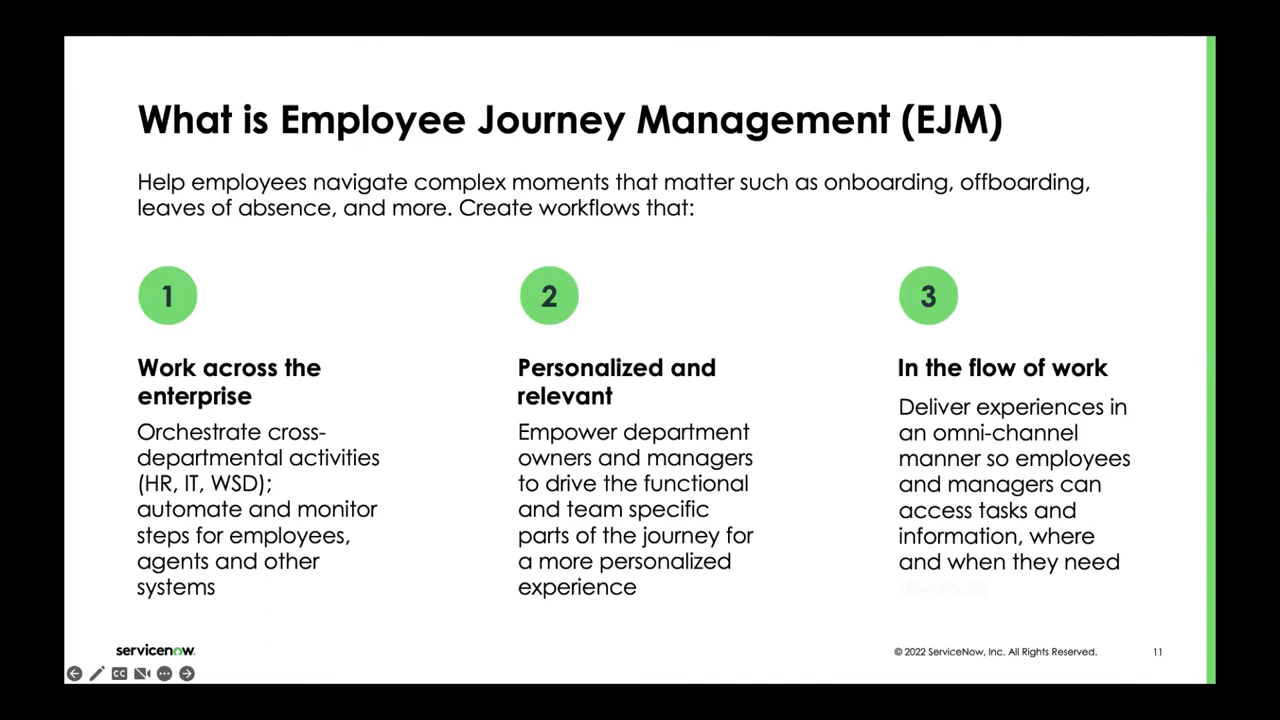 What is Employee Journey Management (EJM)
Help employees navigate complex moments that matter such as onboarding, offboarding,
leaves of absence, and more. Create workflows that:
1
Work across the
enterprise
Orchestrate cross-
departmental activities
(HR, IT, WSD);
automate and monitor
steps for employees,
agents and other
systems
2
Personalized and
relevant
Empower department
owners and managers
to drive the functional
and team specific
parts of the journey for
a more personalized
experience
3
In the flow of work
Deliver experiences in
an omni-channel
manner so employees
and managers can
access tasks and
information, where
and when they need
servicenow.
© 2022 ServiceNow, Inc. All Rights Reserved.
11
CC